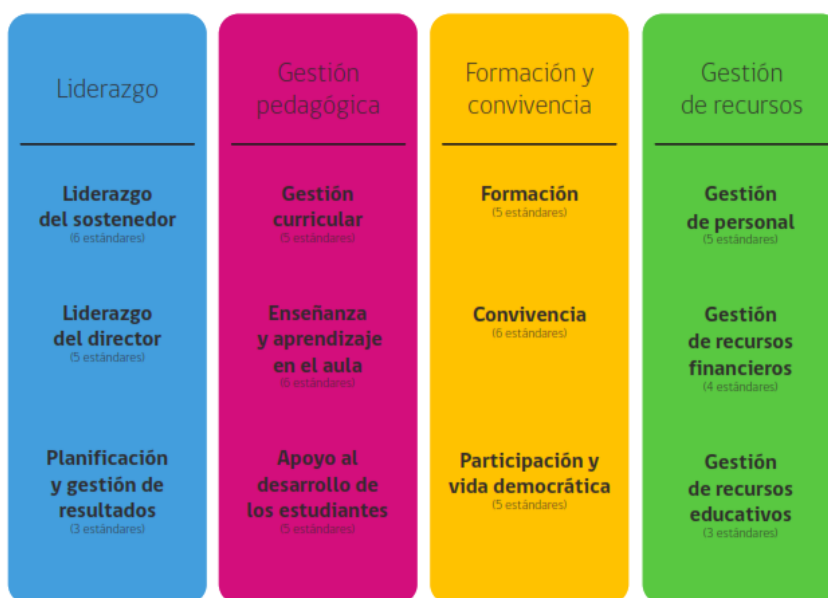 Liderazgo
Liderazgo
del sostenedor
(6 estándares)
Liderazgo
del director
(5 estándares)
Planificación
y gestión de
resultados
(3 estándares)
Gestión
pedagógica
Gestión
curricular
(5 estándares)
Enseñanza
y aprendizaje
en el aula
(6 estándares)
Apoyo al
desarrollo de
los estudiantes
(5 estándares)
Formación y
convivencia
Formación
(5 estándares)
Convivencia
(6 estándares)
Participación y
vida democrática
(5 estándares)
Gestión
de recursos
Gestión
de personal
(5 estándares)
Gestión
de recursos
financieros
(4 estándares)
Gestión
de recursos
educativos
(3 estándares)